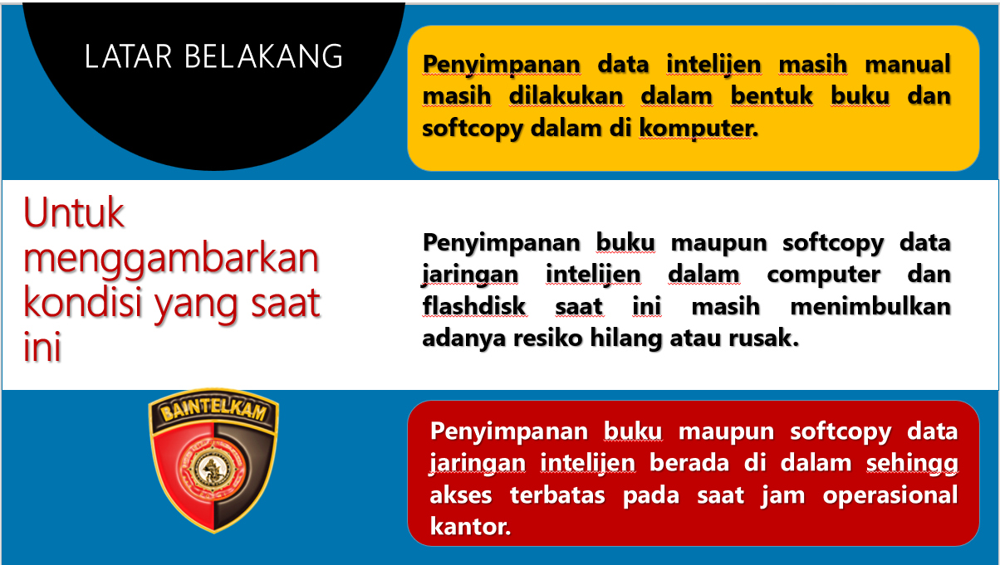 LATAR BELAKANG
Penyimpanan data intelijen masih manual
masih dilakukan dalam bentuk buku dan
softcopy dalam di komputer.
Untuk
menggambarkan
kondisi yang saat
ini
Penyimpanan buku maupun softcopy data
jaringan intelijen dalam computer dan
flashdisk saat ini masih menimbulkan
adanya resiko hilang atau rusak.
BAINTELKAM
Penyimpanan buku maupun softcopy data
jaringan intelijen berada di dalam sehingg
akses terbatas pada saat jam operasional
kantor.